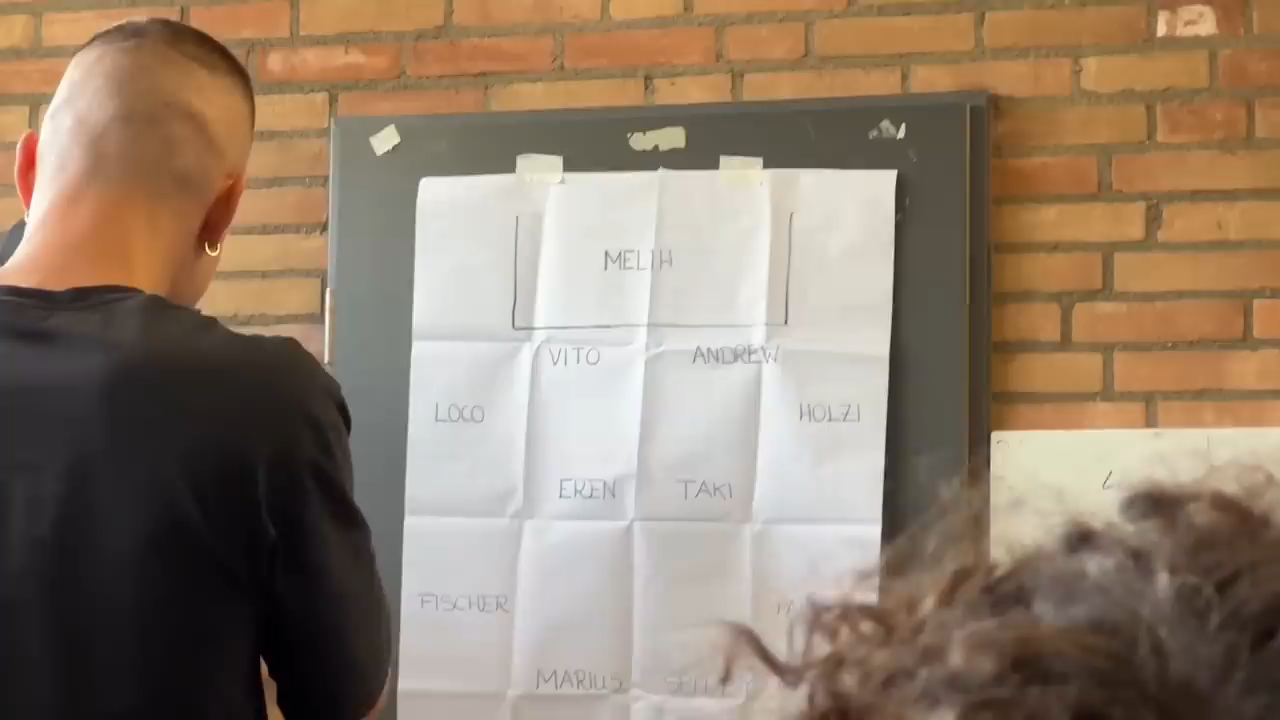 MELIH
VITO ANDREW
LOCO HOLZI
EREN TAKI
FISCHER
MARIUS